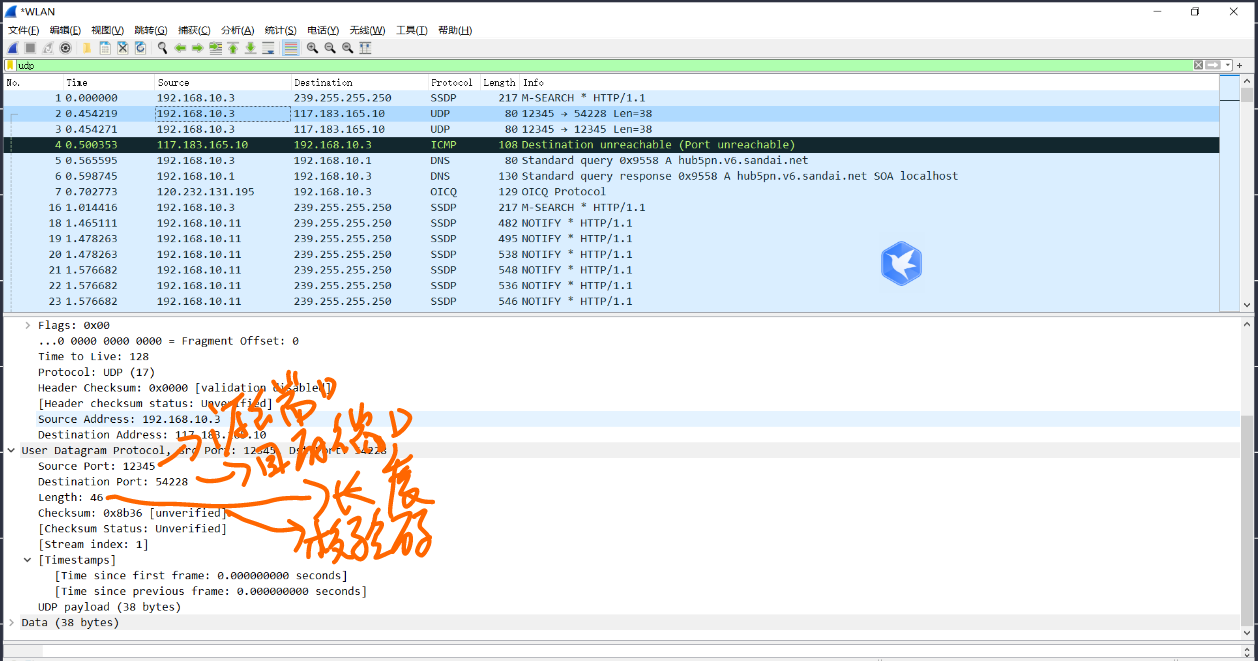 *WLAN
文件(F) 编辑(E) 视图(V) 跳转(G) 捕获(C) 分析(A) 统计(S) 电话(Y) 无线(W) 工具(T) 帮助(H)
udp
No. Time Source Destination Protocol Length Info
1 0.000000 192.168.10.3 239.255.255.250 SSDP 217 M-SEARCH * HTTP/1.1
2 0.454219 192.168.10.3 117.183.165.10 UDP 80 12345 → 54228 Len=38
3 0.454271 192.168.10.3 117.183.165.10 UDP 80 12345 → 12345 Len=38
4 0.500353 117.183.165.10 192.168.10.3 ICMP 108 Destination unreachable (Port unreachable)
5 0.565595 192.168.10.3 192.168.10.1 DNS 80 Standard query 0x9558 A hub5pn.v6.sandai.net
6 0.598745 192.168.10.1 192.168.10.3 DNS 130 Standard query response 0x9558 A hub5pn.v6.sandai.net SOA localhost
7 0.702773 120.232.131.195 192.168.10.3 OICQ 129 OICQ Protocol
16 1.014416 192.168.10.3 239.255.255.250 SSDP 217 M-SEARCH * HTTP/1.1
18 1.465111 192.168.10.11 239.255.255.250 SSDP 482 NOTIFY * HTTP/1.1
19 1.478263 192.168.10.11 239.255.255.250 SSDP 495 NOTIFY * HTTP/1.1
20 1.478263 192.168.10.11 239.255.255.250 SSDP 538 NOTIFY * HTTP/1.1
21 1.576682 192.168.10.11 239.255.255.250 SSDP 548 NOTIFY * HTTP/1.1
22 1.576682 192.168.10.11 239.255.255.250 SSDP 536 NOTIFY * HTTP/1.1
23 1.576682 192.168.10.11 239.255.255.250 SSDP 546 NOTIFY * HTTP/1.1
Flags: 0x00
...0 0000 0000 0000 = Fragment Offset: 0
Time to Live: 128
Protocol: UDP (17)
Header Checksum: 0x0000 [validation disabled]
[Header checksum status: Unverified]
Source Address: 192.168.10.3
Destination Address: 117.183.165.10
User Datagram Protocol, Src Port: 12345, Dst Port: 54228
Source Port: 12345
Destination Port: 54228
Length: 46
长度
Checksum: 0x8b36 [unverified]
[Checksum Status: Unverified]
[Stream index: 1]
[Timestamps]
[Time since first frame: 0.000000000 seconds]
[Time since previous frame: 0.000000000 seconds]
UDP payload (38 bytes)
Data (38 bytes)